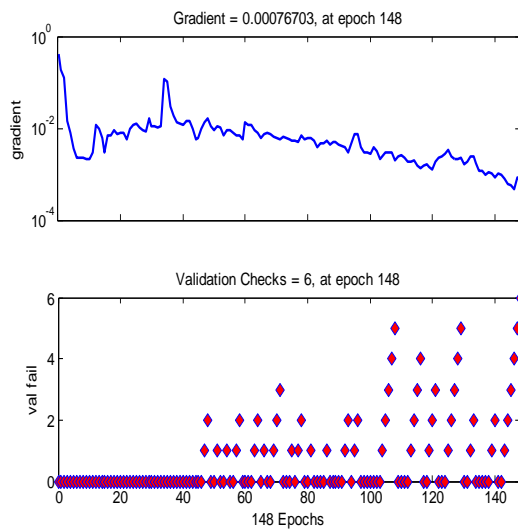 Gradient = 0.00076703, at epoch 148
10^0
10^-2
10^-4
gradient
Validation Checks = 6, at epoch 148
6
4
2
0
val fail
0 20 40 60 80 100 120 140
148 Epochs